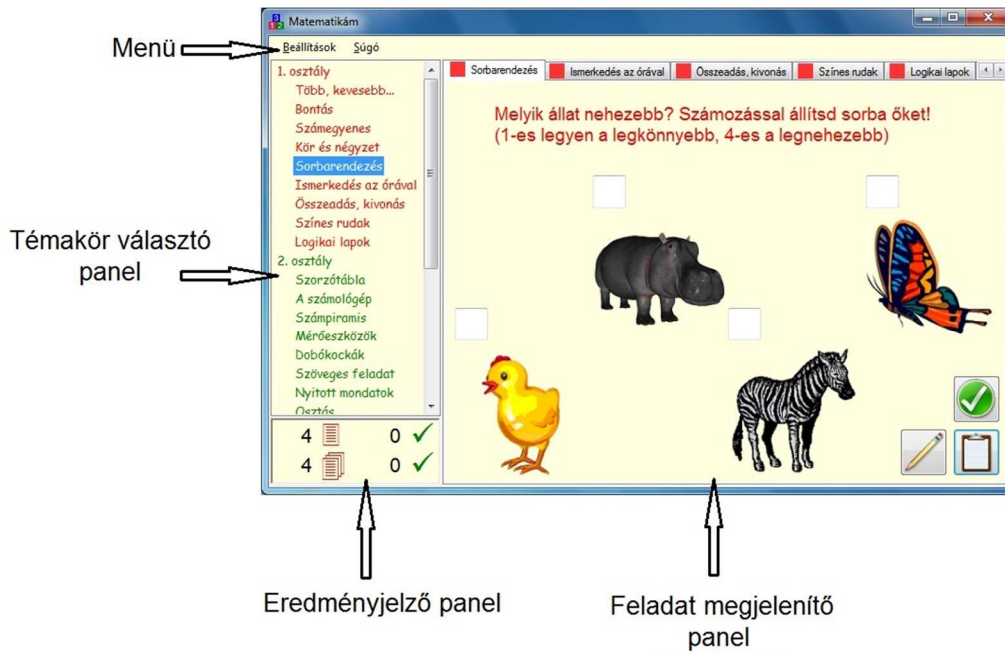 Matematikám
Menü
Beállítások Súgó
1. osztály
Több, kevesebb...
Bontás
Számegyenes
Kör és négyzet
Sorbarendezés
Ismerkedés az órával
Összeadás, kivonás
Színes rudak
Logikai lapok
2. osztály
Szorzótábla
A számológép
Számpiramis
Mérőeszközök
Dobókockák
Szöveges feladat
Nyitott mondatok
Osztás
Témakör választó
panel
4 0
4 0
Sorbarendezés Ismerkedés az órával Összeadás, kivonás Színes rudak Logikai lapok
Melyik állat nehezebb? Számozással állítsd sorba őket!
(1-es legyen a legkönnyebb, 4-es a legnehezebb)
Eredményjelző panel
Feladat megjelenítő
panel